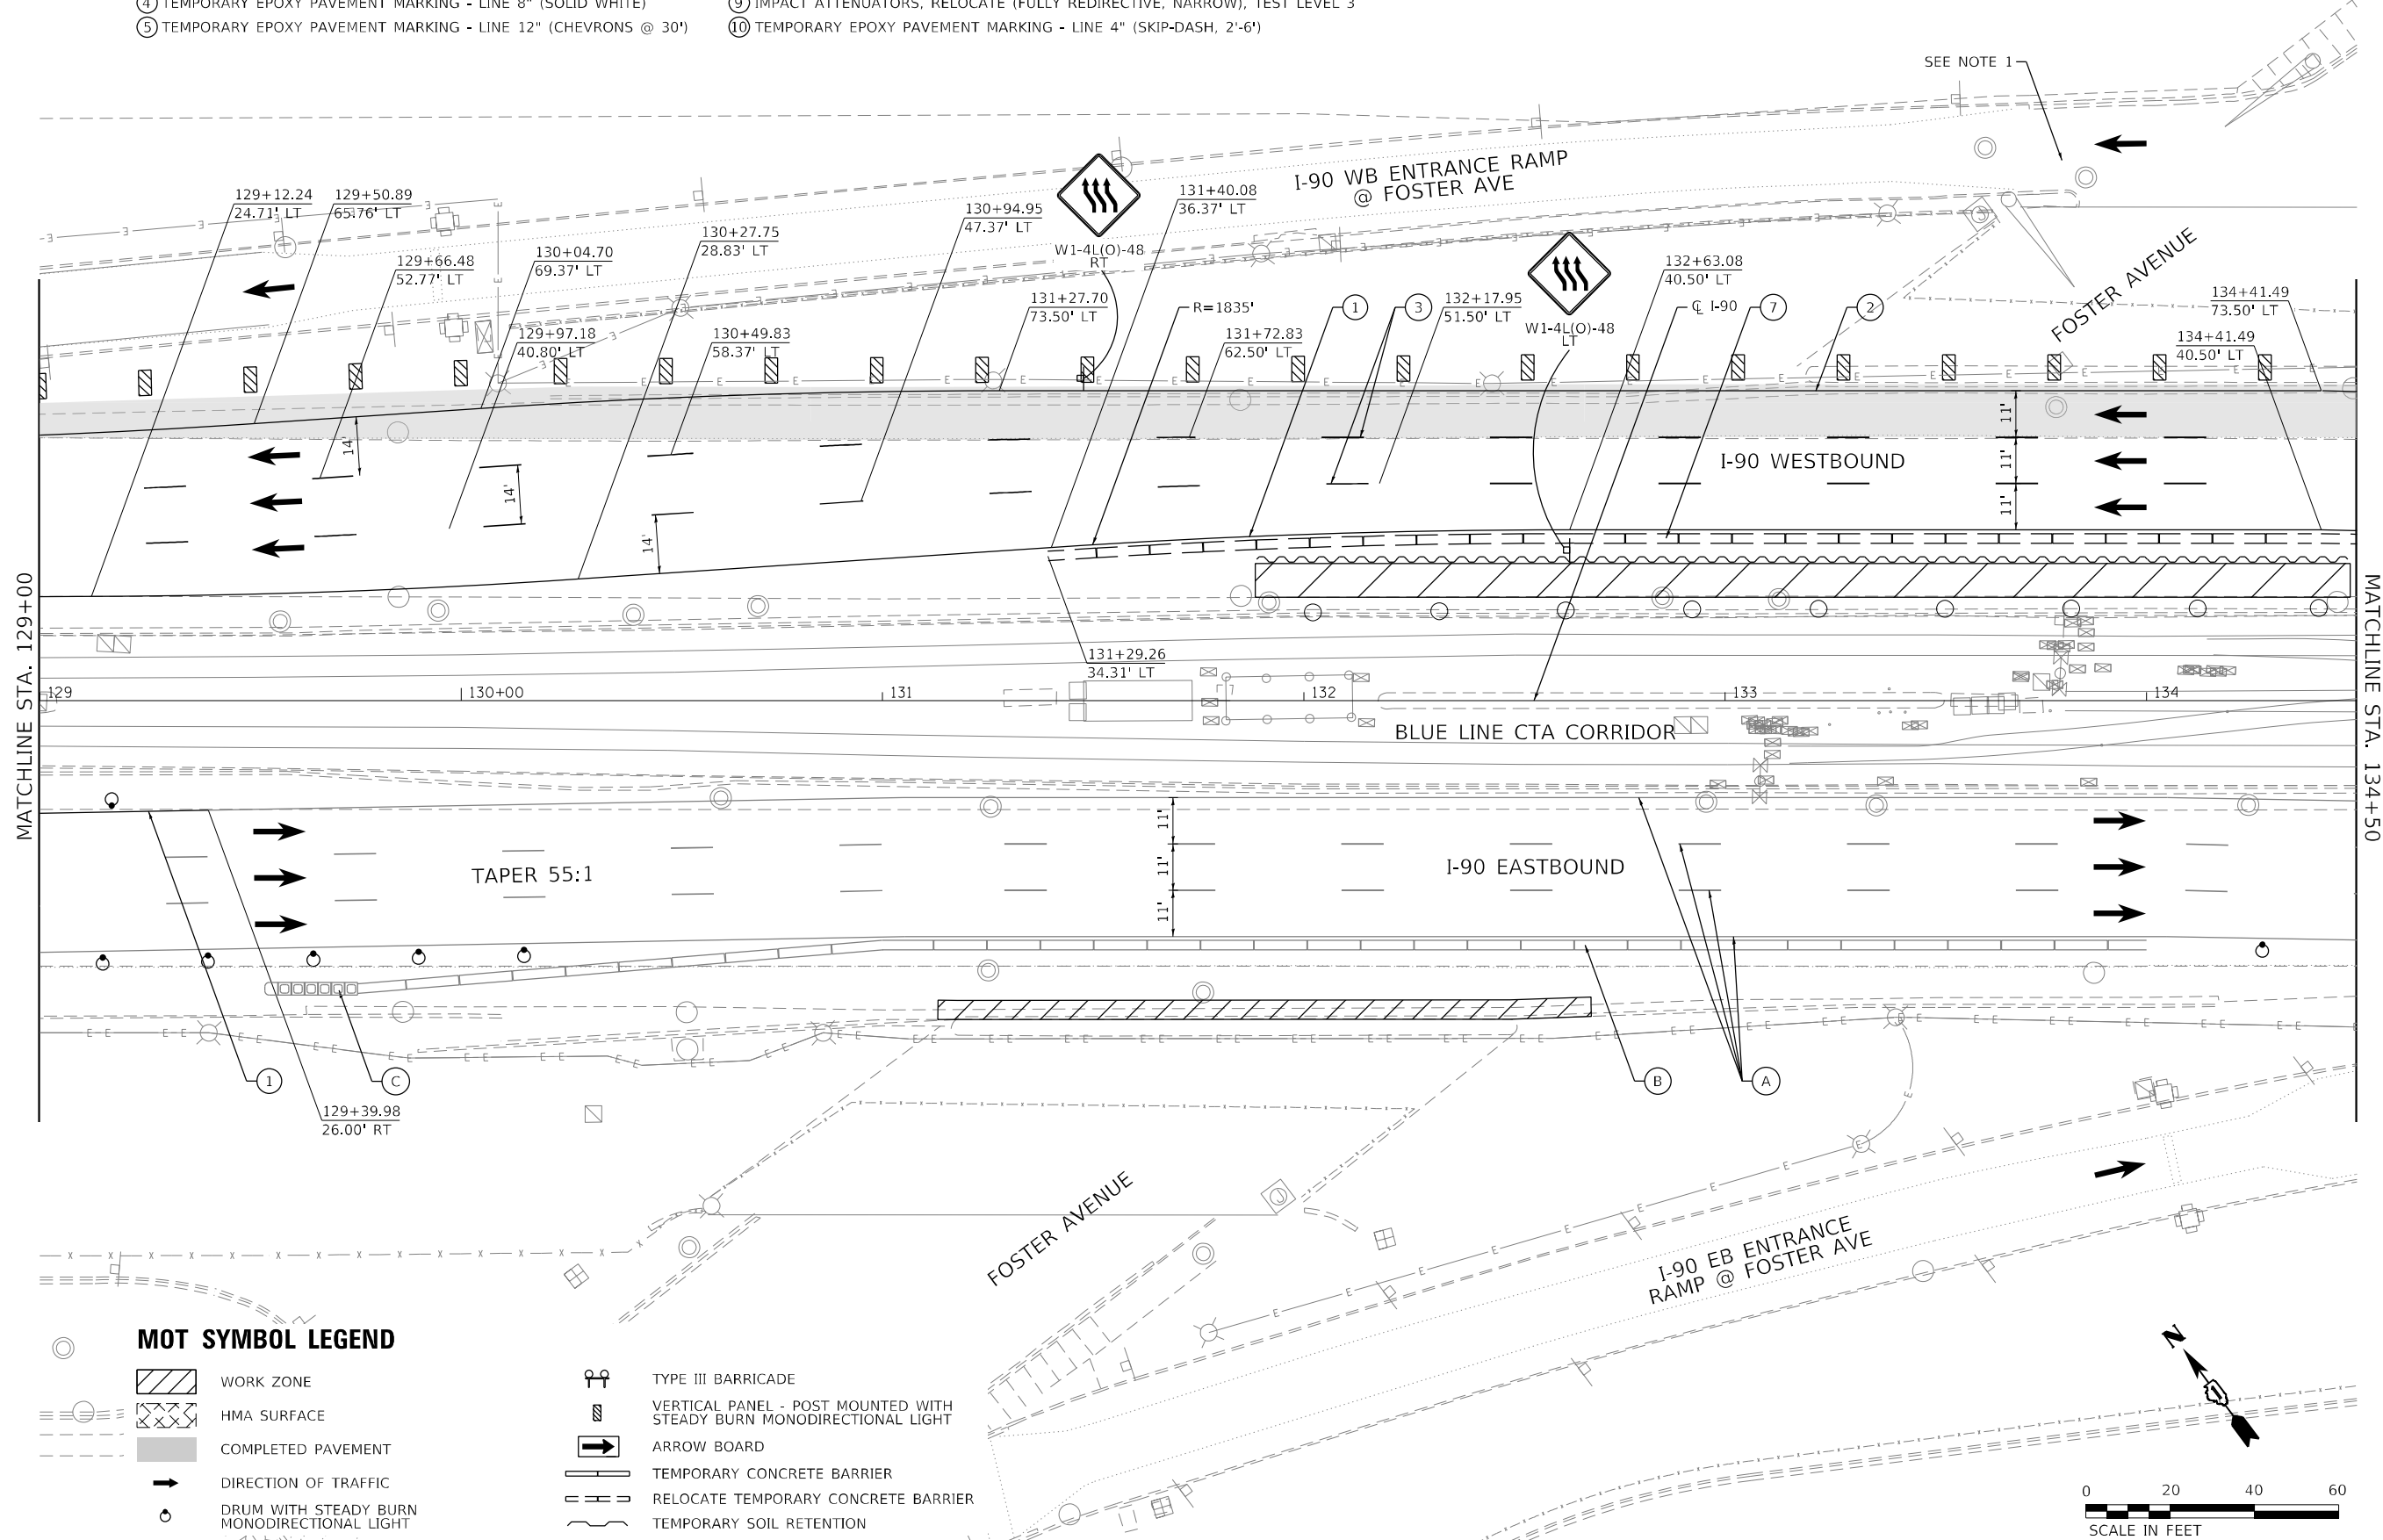 ④ TEMPORARY EPOXY PAVEMENT MARKING - LINE 8" (SOLID WHITE)
⑨ IMPACT ATTENUATORS, RELOCATE (FULLY REDIRECTIVE, NARROW), TEST LEVEL 3
⑤ TEMPORARY EPOXY PAVEMENT MARKING - LINE 12" (CHEVRONS @ 30')
⑩ TEMPORARY EPOXY PAVEMENT MARKING - LINE 4" (SKIP-DASH, 2'-6')
SEE NOTE 1
I-90 WB ENTRANCE RAMP
@ FOSTER AVE
129+12.24
24.71' LT
129+50.89
65.76' LT
129+66.48
52.77' LT
130+04.70
69.37' LT
129+97.18
40.80' LT
130+27.75
28.83' LT
130+49.83
58.37' LT
130+94.95
47.37' LT
W1-4L(O)-48
RT
131+40.08
36.37' LT
131+27.70
73.50' LT
R=1835'
131+72.83
62.50' LT
1
3
132+17.95
51.50' LT
W1-4L(O)-48
LT
132+63.08
40.50' LT
℄ I-90
7
2
FOSTER AVENUE
134+41.49
73.50' LT
134+41.49
40.50' LT
14'
14'
14'
11'
11'
11'
I-90 WESTBOUND
MATCHLINE STA. 129+00
MATCHLINE STA. 134+50
131+29.26
34.31' LT
129
130+00
131
132
133
134
BLUE LINE CTA CORRIDOR
11'
11'
11'
TAPER 55:1
I-90 EASTBOUND
1
C
B
A
129+39.98
26.00' RT
FOSTER AVENUE
J
J
I-90 EB ENTRANCE
RAMP @ FOSTER AVE
E E E E E E
X X X X X X
MOT SYMBOL LEGEND
WORK ZONE
HMA SURFACE
COMPLETED PAVEMENT
DIRECTION OF TRAFFIC
DRUM WITH STEADY BURN
MONODIRECTIONAL LIGHT
TYPE III BARRICADE
VERTICAL PANEL - POST MOUNTED WITH
STEADY BURN MONODIRECTIONAL LIGHT
ARROW BOARD
TEMPORARY CONCRETE BARRIER
RELOCATE TEMPORARY CONCRETE BARRIER
TEMPORARY SOIL RETENTION
N
0 20 40 60
SCALE IN FEET